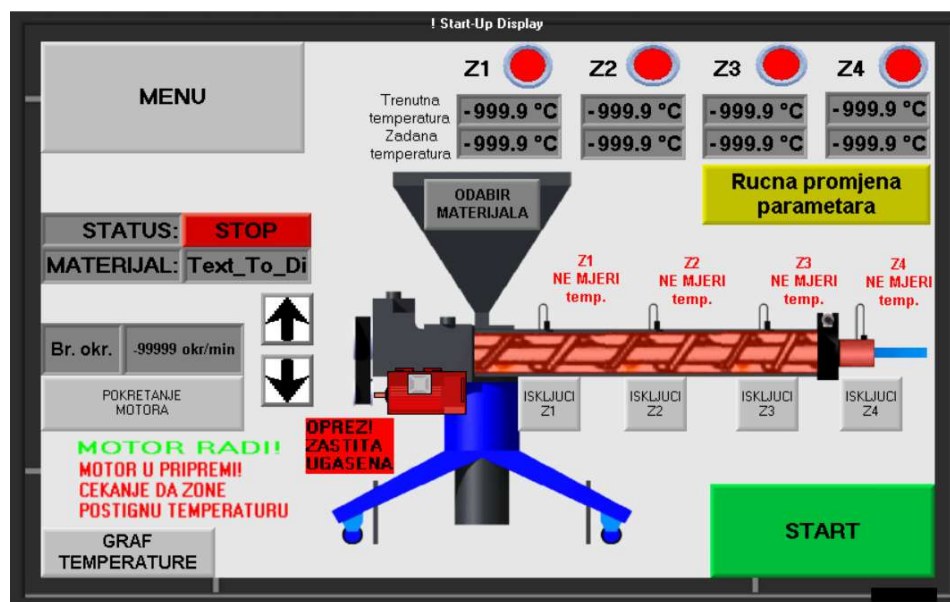 ! Start-Up Display
MENU
Z1
Z2
Z3
Z4
Trenutna
temperatura
-999.9 °C
-999.9 °C
-999.9 °C
-999.9 °C
Zadana
temperatura
-999.9 °C
-999.9 °C
-999.9 °C
-999.9 °C
ODABIR
MATERIJALA
Rucna promjena
parametara
STATUS:
STOP
MATERIJAL:
Text_To_Di
Z1
NE MJERI
temp.
Z2
NE MJERI
temp.
Z3
NE MJERI
temp.
Z4
NE MJERI
temp.
Br. okr.
-99999 okr/min
POKRETANJE
MOTORA
ISKLJUCI
Z1
ISKLJUCI
Z2
ISKLJUCI
Z3
ISKLJUCI
Z4
OPREZ!
ZASTITA
UGASENA
MOTOR RADI!
MOTOR U PRIPREMI!
CEKANJE DA ZONE
POSTIGNU TEMPERATURU
GRAF
TEMPERATURE
START